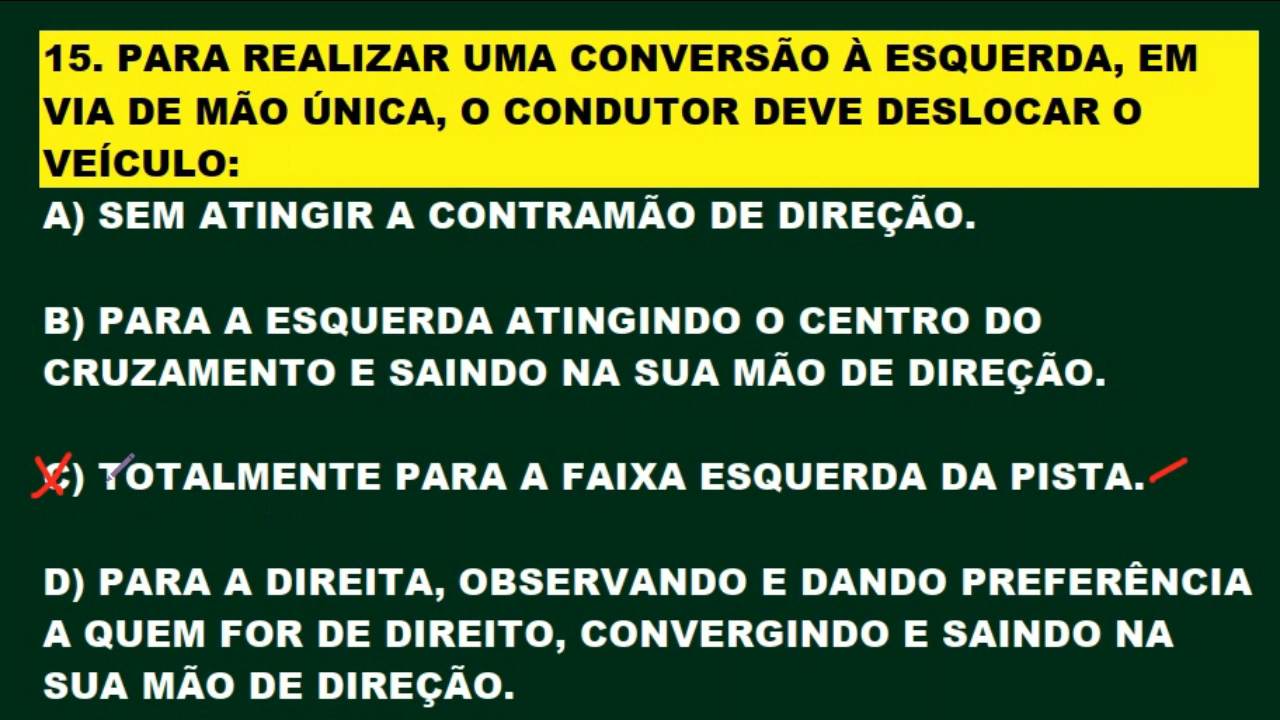 15. PARA REALIZAR UMA CONVERSÃO À ESQUERDA, EM
VIA DE MÃO ÚNICA, O CONDUTOR DEVE DESLOCAR O
VEÍCULO:
A) SEM ATINGIR A CONTRAMÃO DE DIREÇÃO.
B) PARA A ESQUERDA ATINGINDO O CENTRO DO
CRUZAMENTO E SAINDO NA SUA MÃO DE DIREÇÃO.
C) TOTALMENTE PARA A FAIXA ESQUERDA DA PISTA.
D) PARA A DIREITA, OBSERVANDO E DANDO PREFERÊNCIA
A QUEM FOR DE DIREITO, CONVERGINDO E SAINDO NA
SUA MÃO DE DIREÇÃO.